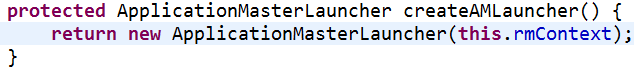 protected ApplicationMasterLauncher createAMLauncher() {
    return new ApplicationMasterLauncher(this.rmContext);
}